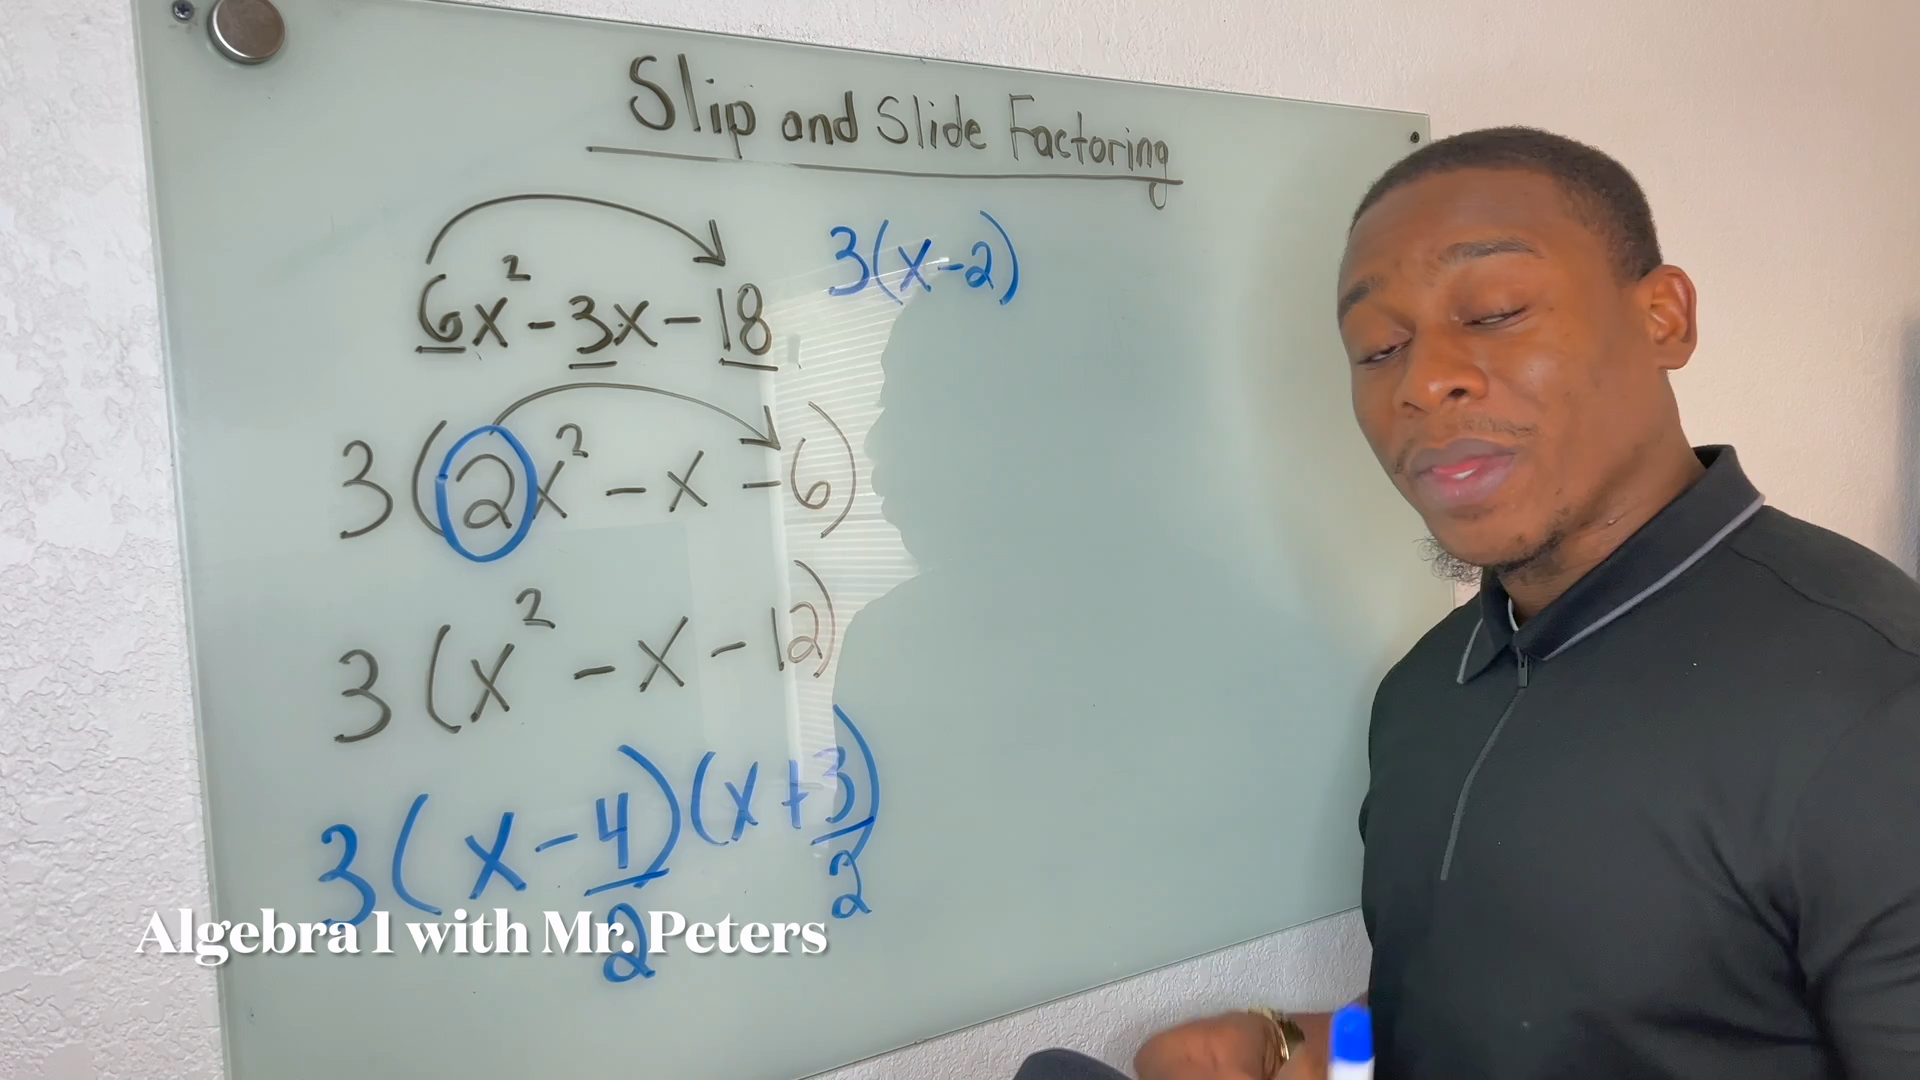 Slip and Slide Factoring
6x² - 3x - 18
3(x-2)
3(2x² - x - 6)
3(x² - x - 12)
3(x - 4/2)(x + 3/2)
Algebra 1 with Mr. Peters